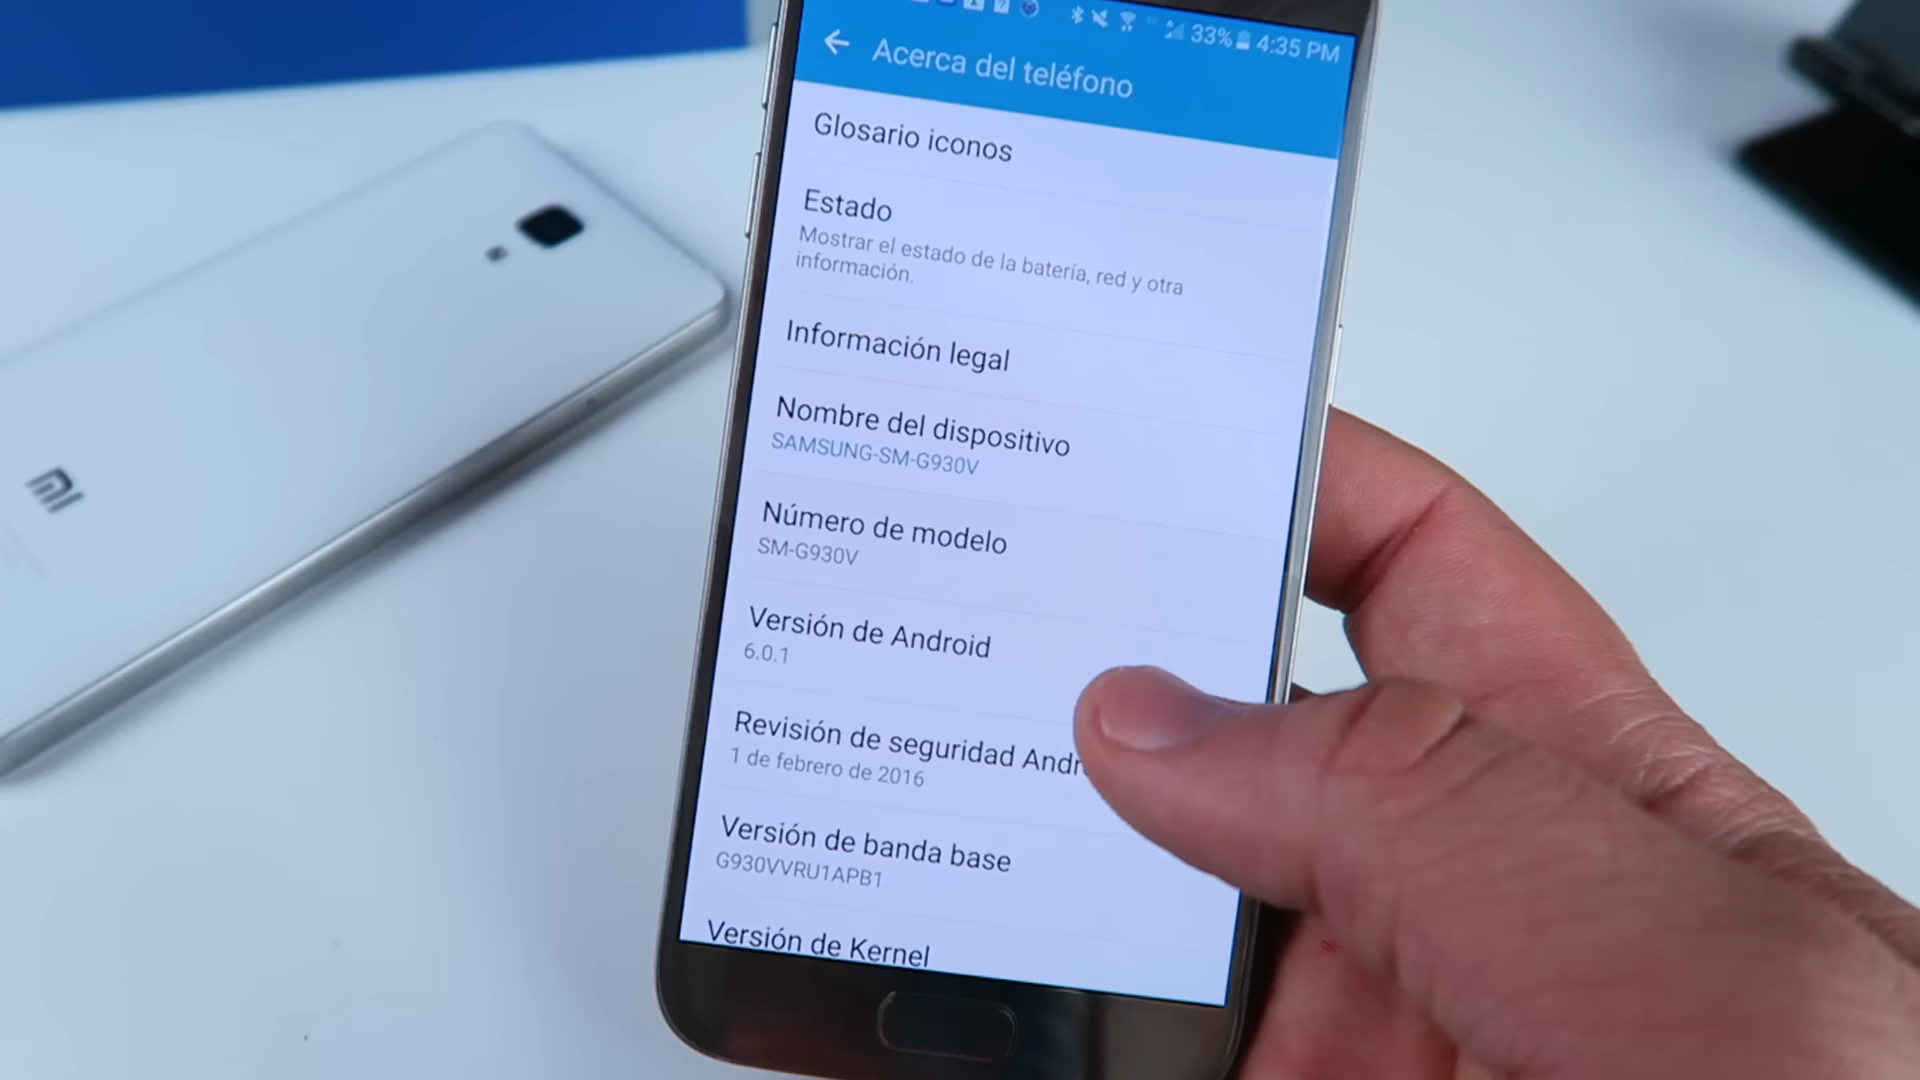 33% 4:35 PM
Acerca del teléfono
Glosario iconos
Estado
Mostrar el estado de la batería, red y otra
información.
Información legal
Nombre del dispositivo
SAMSUNG-SM-G930V
Número de modelo
SM-G930V
Versión de Android
6.0.1
Revisión de seguridad Andr
1 de febrero de 2016
Versión de banda base
G930VVRU1APB1
Versión de Kernel
mi